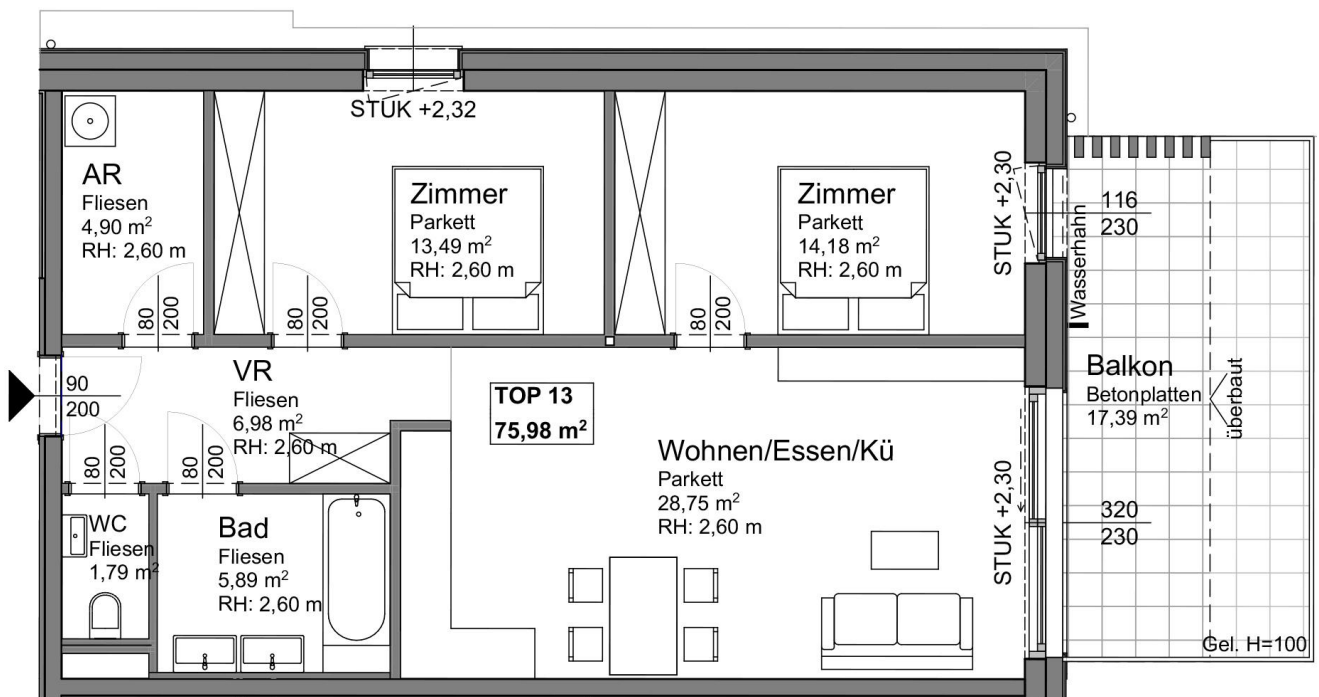 STUK +2,32
AR
Fliesen
4,90 m²
RH: 2,60 m
Zimmer
Parkett
13,49 m²
RH: 2,60 m
Zimmer
Parkett
14,18 m²
RH: 2,60 m
STUK +2,30
116
230
Wasserhahn
80
200
80
200
80
200
90
200
VR
Fliesen
6,98 m²
RH: 2,60 m
TOP 13
75,98 m²
Balkon
Betonplatten
17,39 m²
überbaut
80
200
80
200
Wohnen/Essen/Kü
Parkett
28,75 m²
RH: 2,60 m
STUK +2,30
320
230
WC
Fliesen
1,79 m²
Bad
Fliesen
5,89 m²
RH: 2,60 m
Gel. H=100